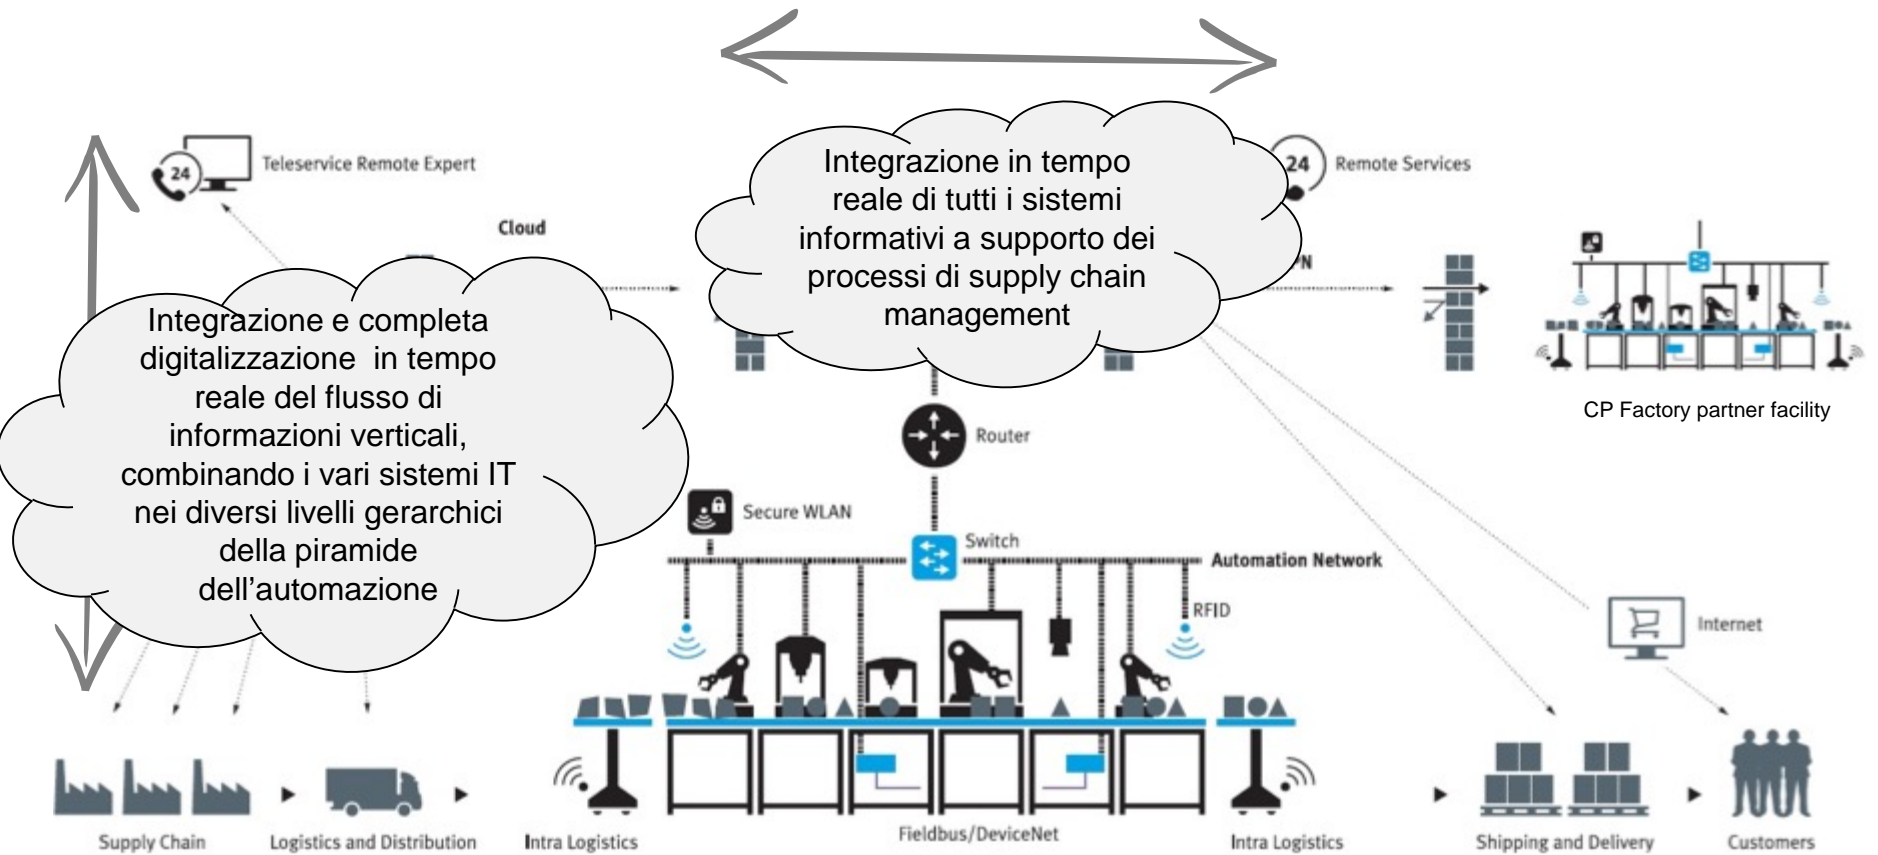 24
Teleservice Remote Expert
Cloud
Integrazione in tempo
reale di tutti i sistemi
informativi a supporto dei
processi di supply chain
management
24
Remote Services
Integrazione e completa
digitalizzazione in tempo
reale del flusso di
informazioni verticali,
combinando i vari sistemi IT
nei diversi livelli gerarchici
della piramide
dell’automazione
CP Factory partner facility
Router
Secure WLAN
Switch
Automation Network
RFID
Internet
Supply Chain
Logistics and Distribution
Intra Logistics
Fieldbus/DeviceNet
Intra Logistics
Shipping and Delivery
Customers